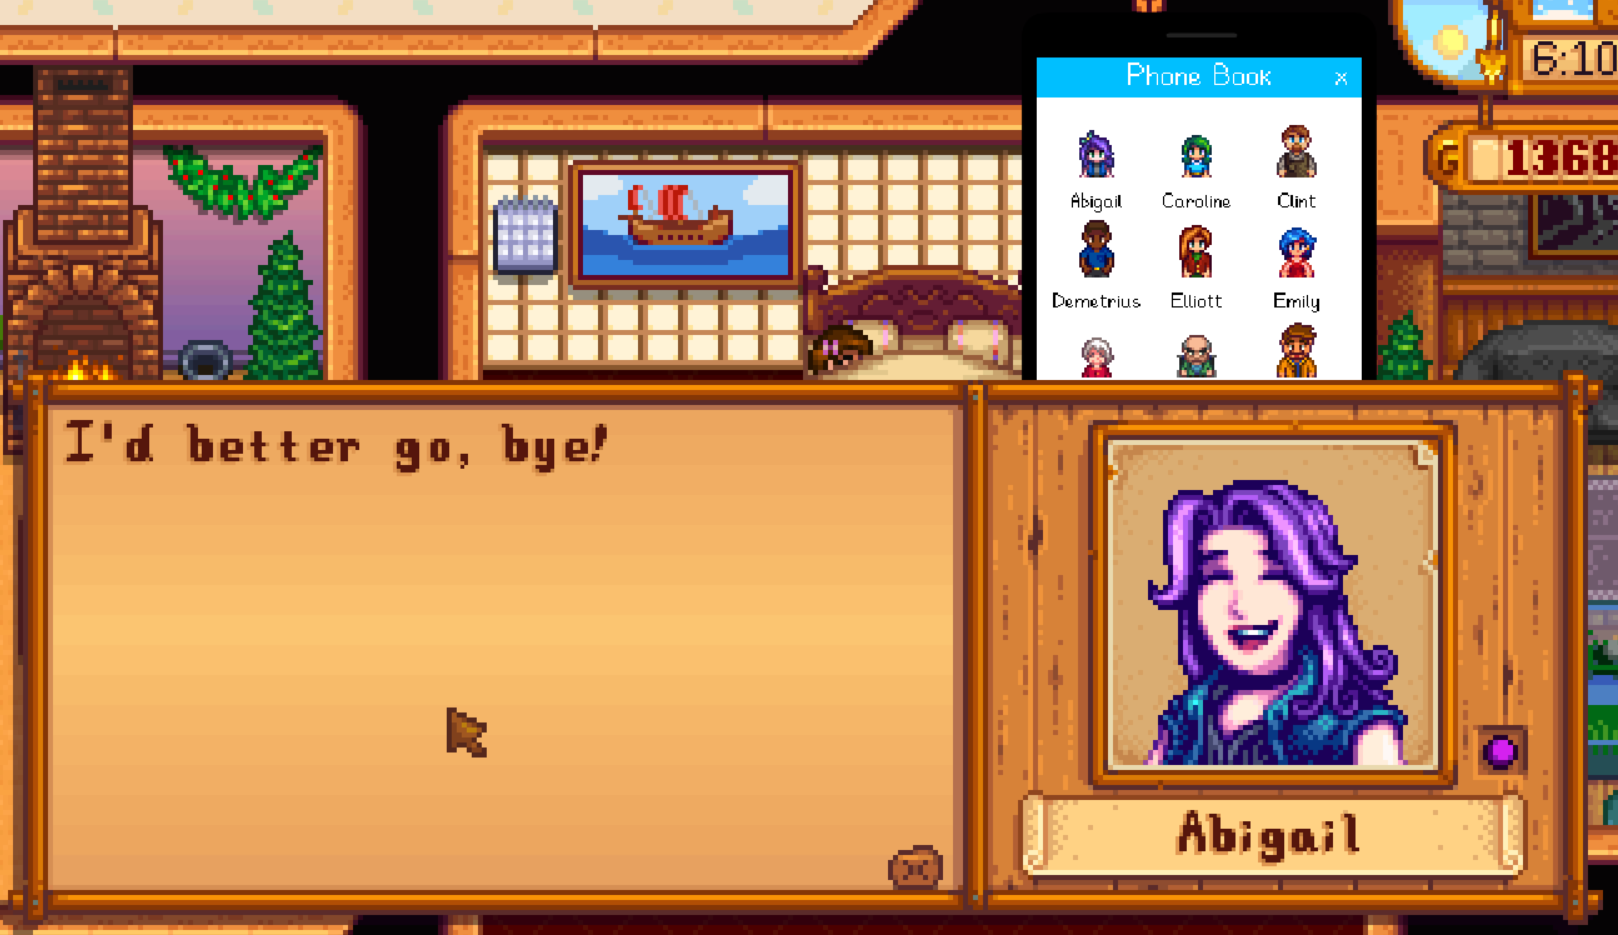 Phone Book x
6:10
Abigail Caroline Clint
1368
Demetrius Elliott Emily
I'd better go, bye!
Abigail